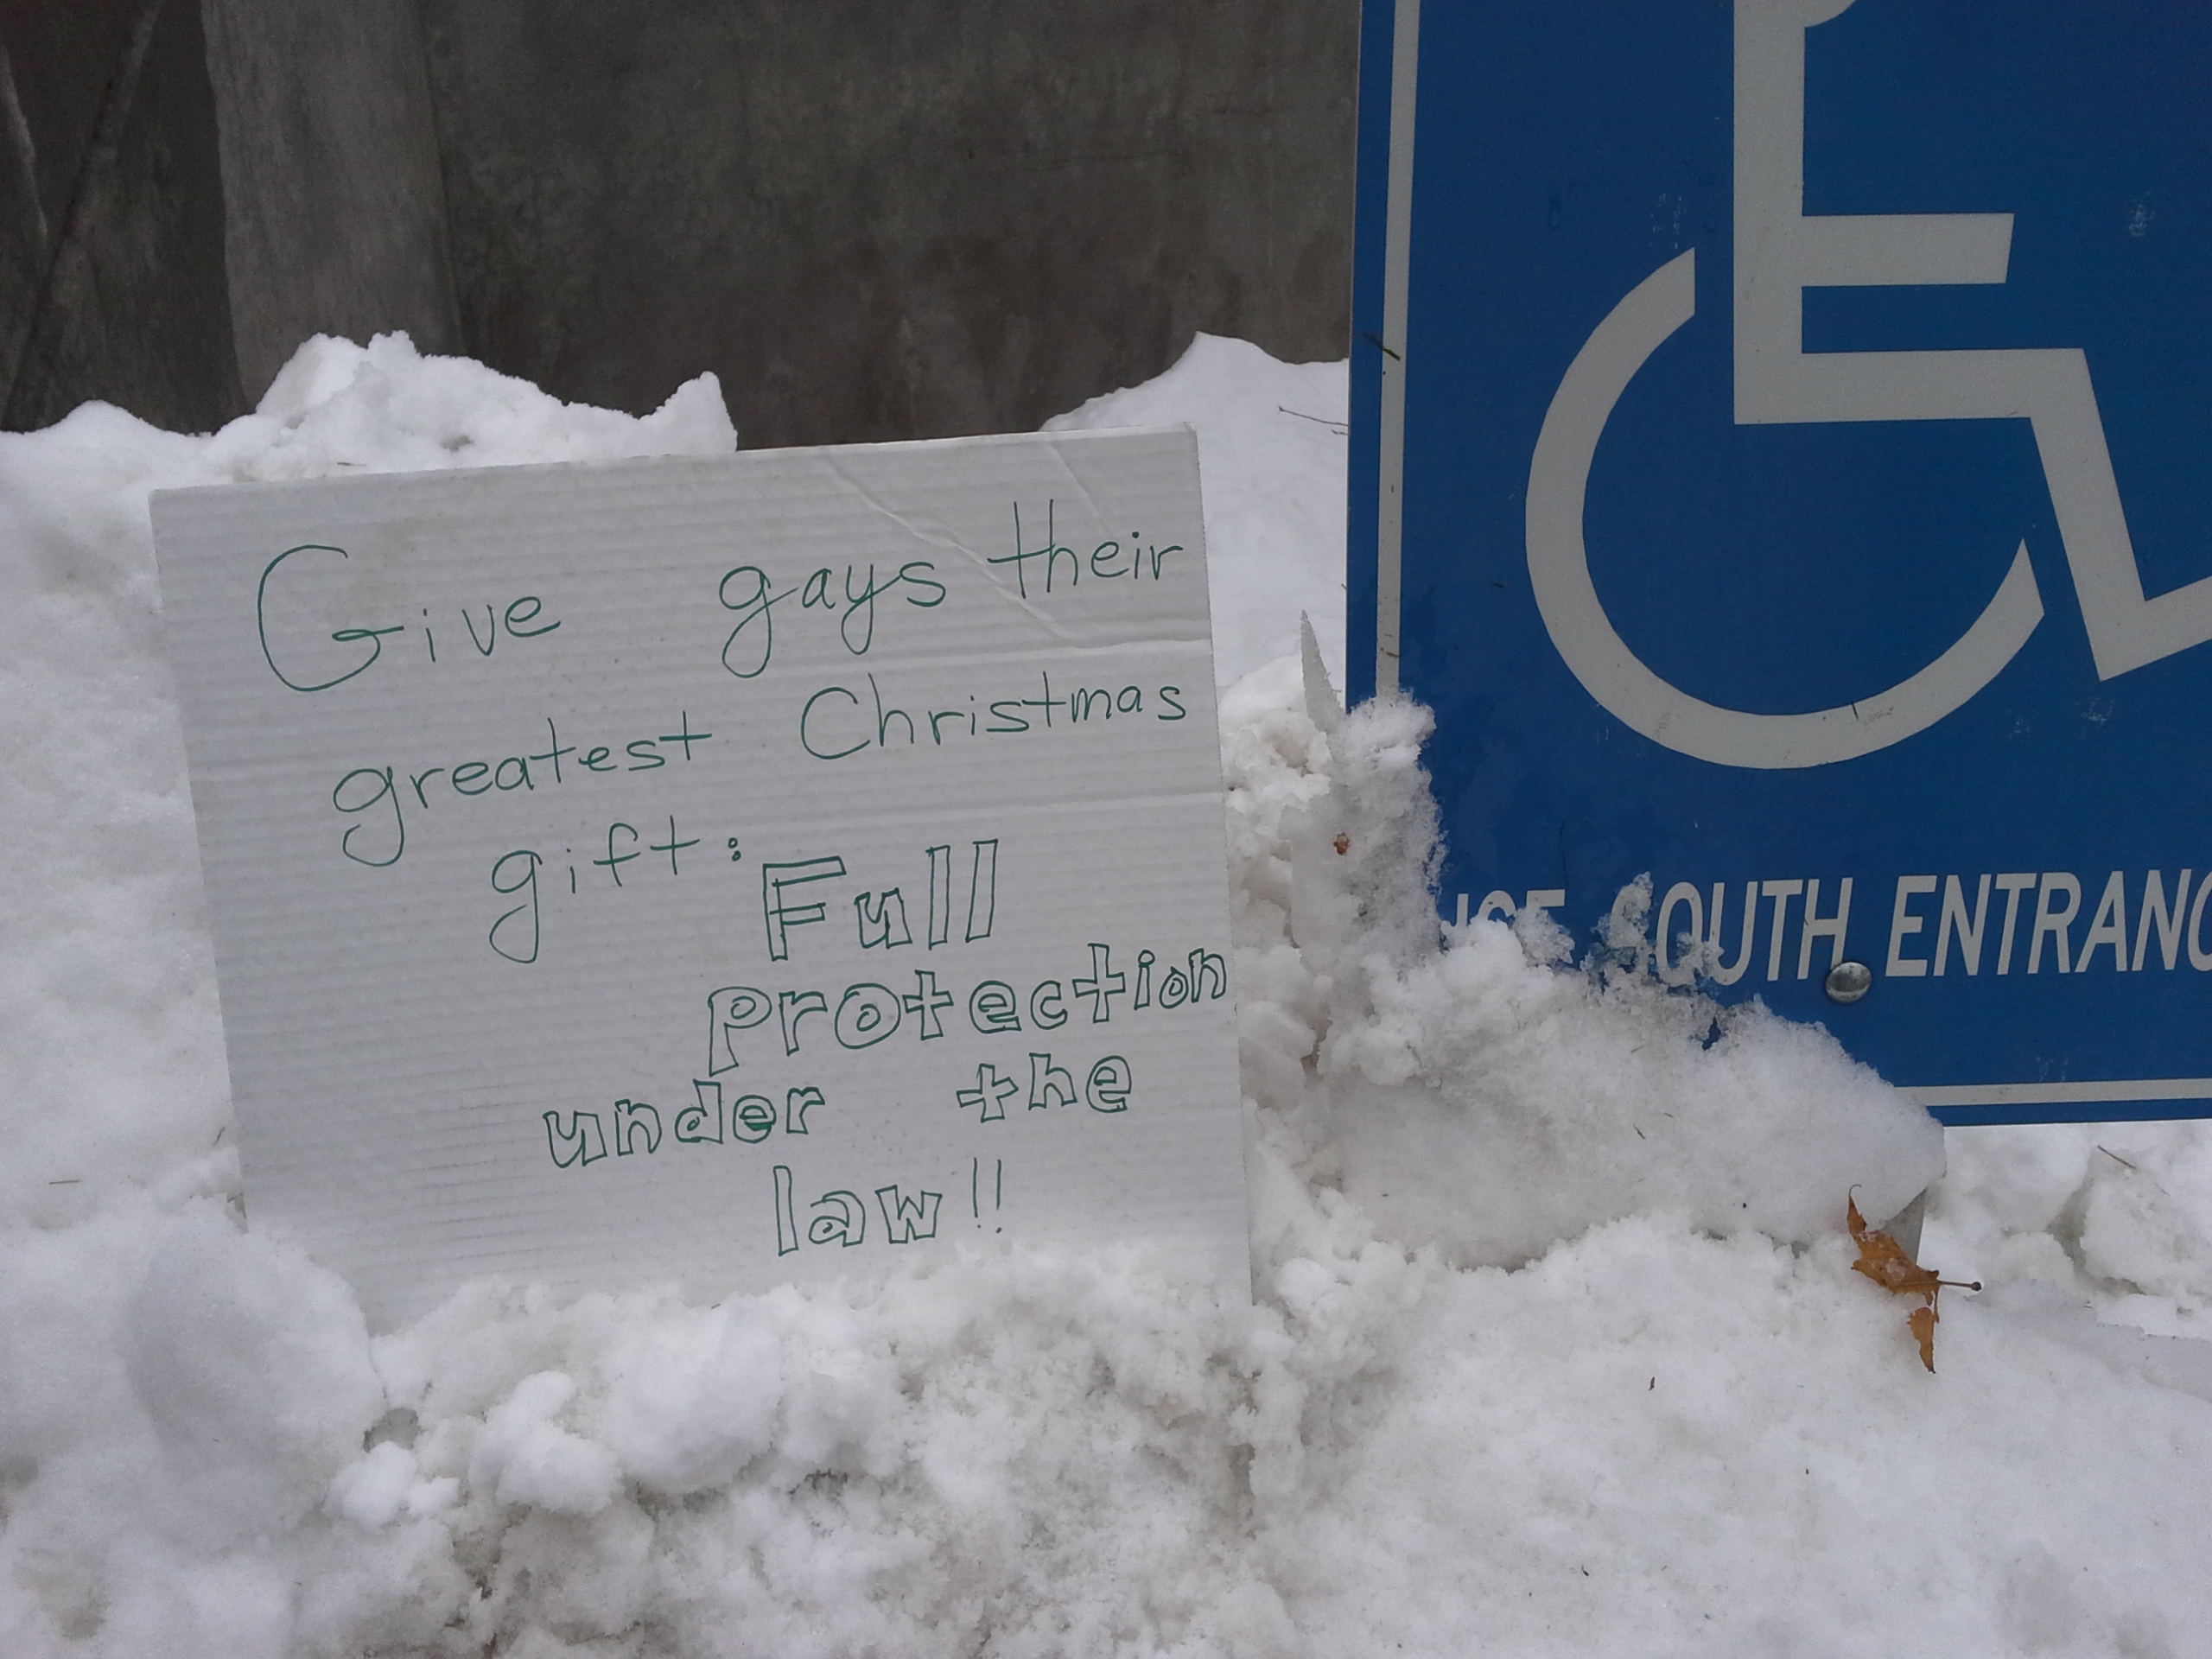 Give gays their
greatest Christmas
gift: Full
protection
under the
law!!
SOUTH ENTRANC